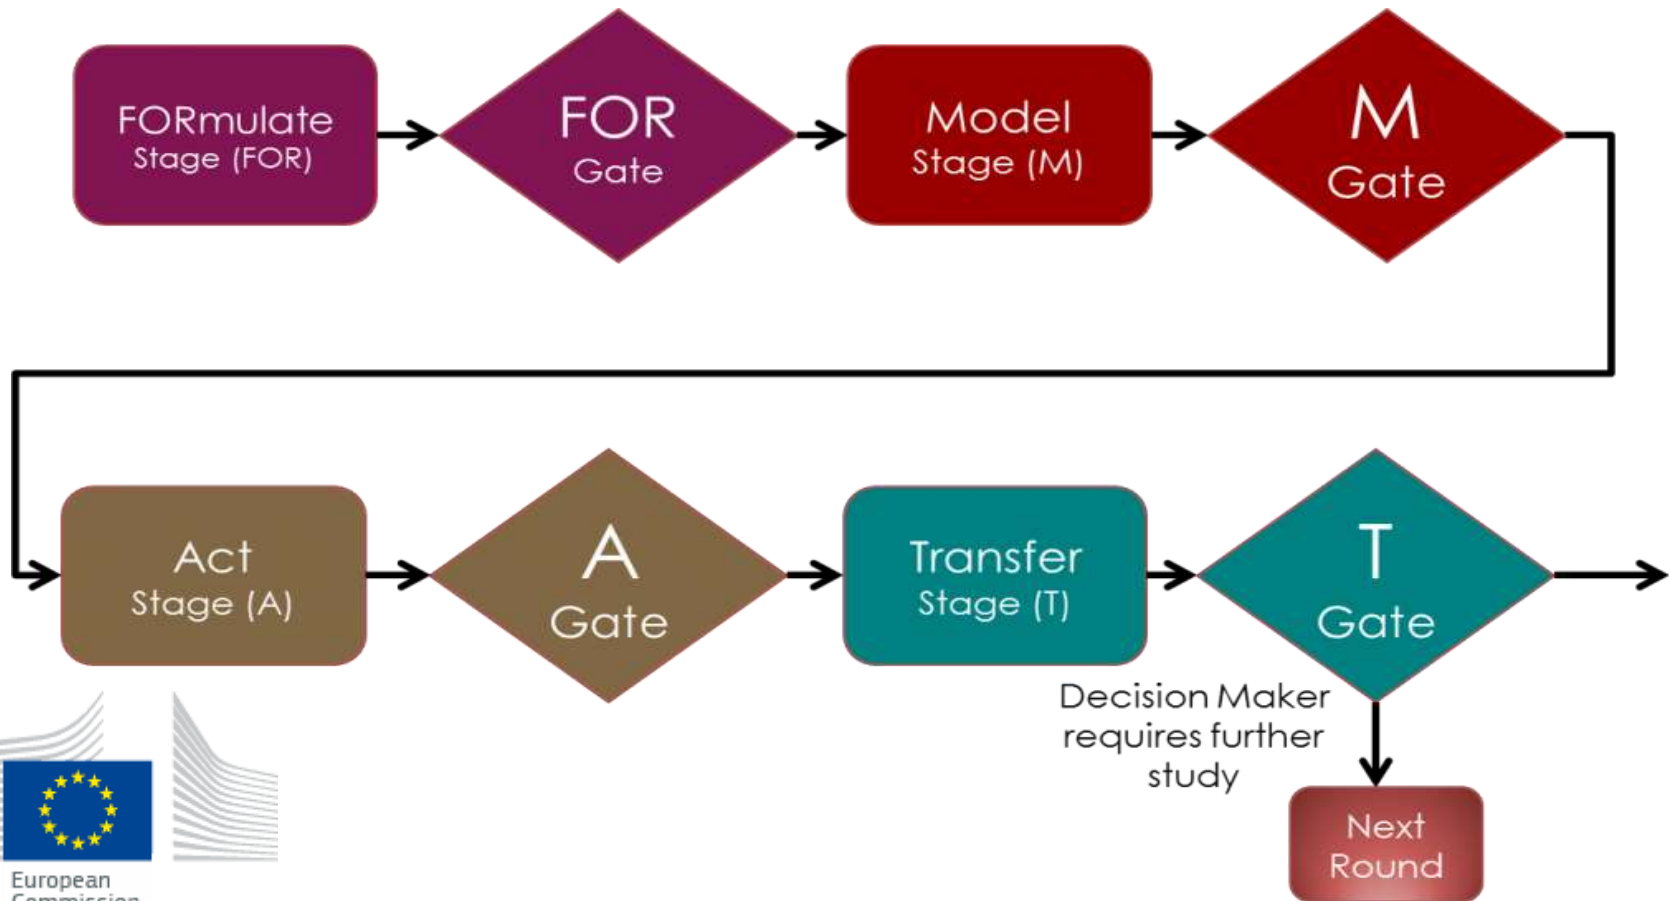 FORmulate
Stage (FOR)
FOR
Gate
Model
Stage (M)
M
Gate
Act
Stage (A)
A
Gate
Transfer
Stage (T)
T
Gate
Decision Maker
requires further
study
Next
Round
European
Commission